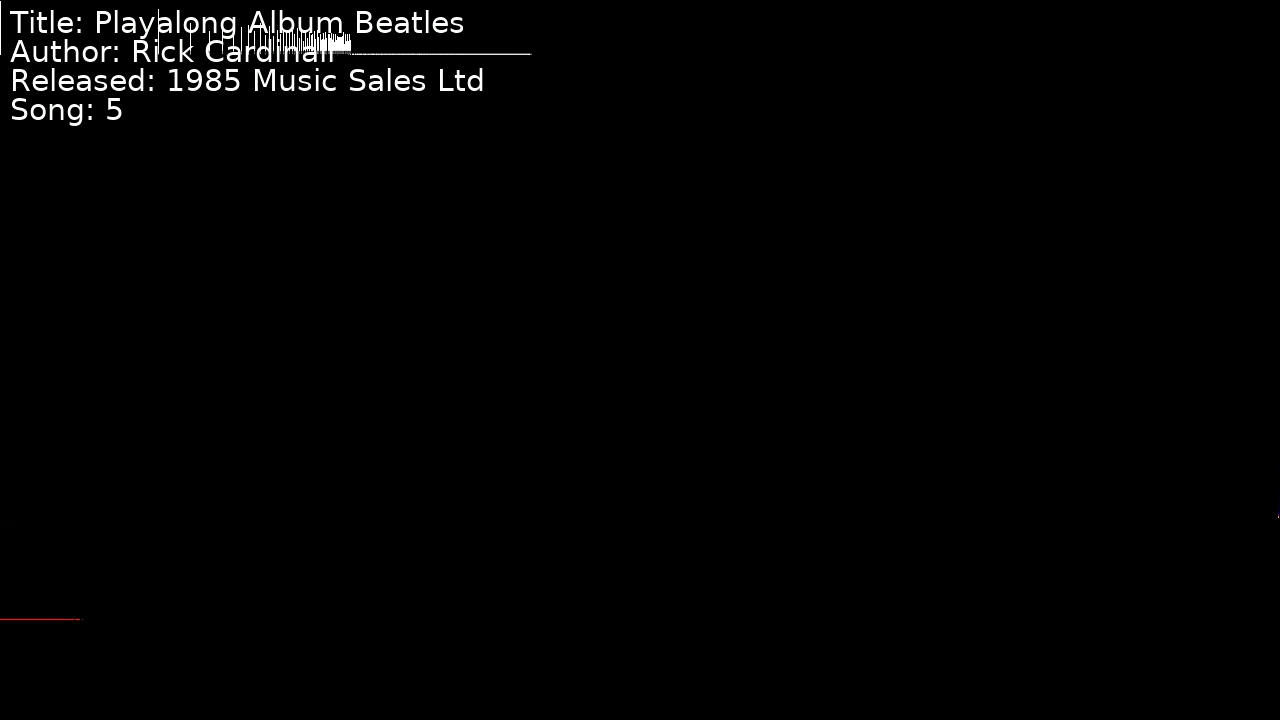 Title: Playalong Album Beatles
Author: Rick Cardinali
Released: 1985 Music Sales Ltd
Song: 5